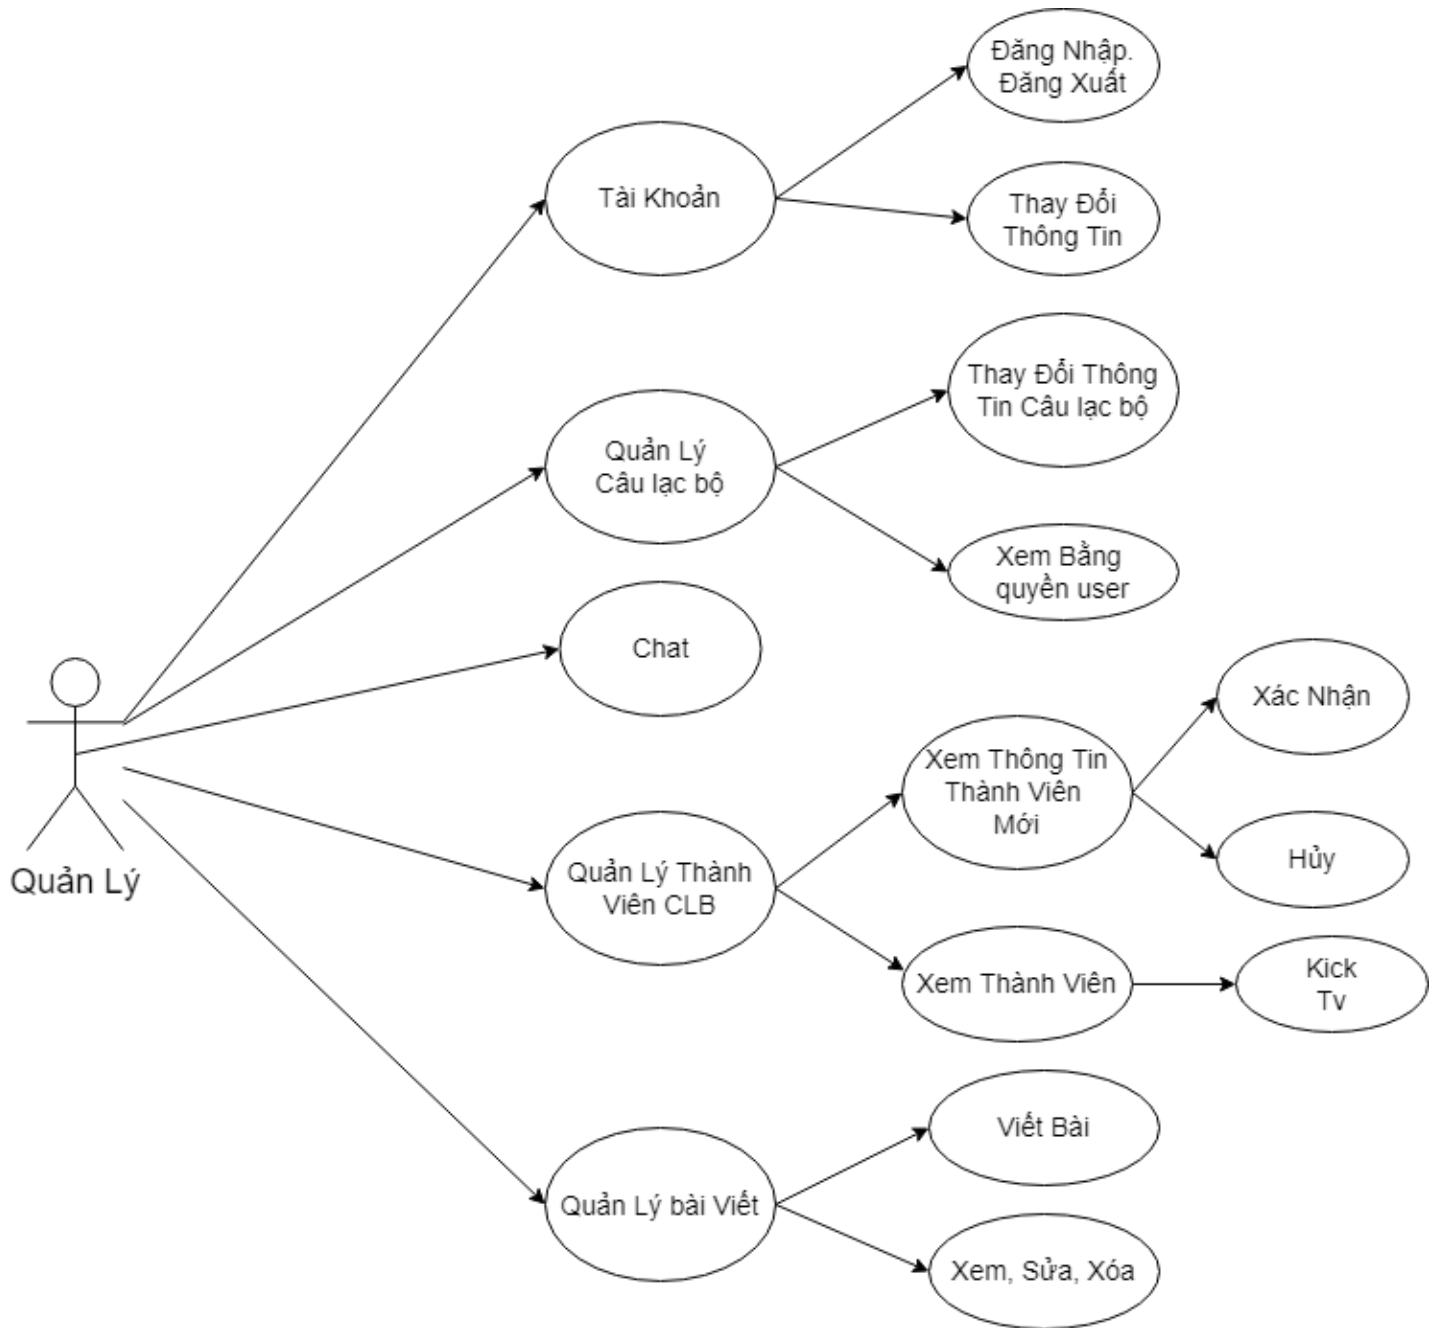 Đăng Nhập.
Đăng Xuất
Tài Khoản
Thay Đổi
Thông Tin
Thay Đổi Thông
Tin Câu lạc bộ
Quản Lý
Câu lạc bộ
Xem Bằng
quyền user
Chat
Xác Nhận
Xem Thông Tin
Thành Viên
Mới
Hủy
Quản Lý
Quản Lý Thành
Viên CLB
Xem Thành Viên
Kick
Tv
Viết Bài
Quản Lý bài Viết
Xem, Sửa, Xóa